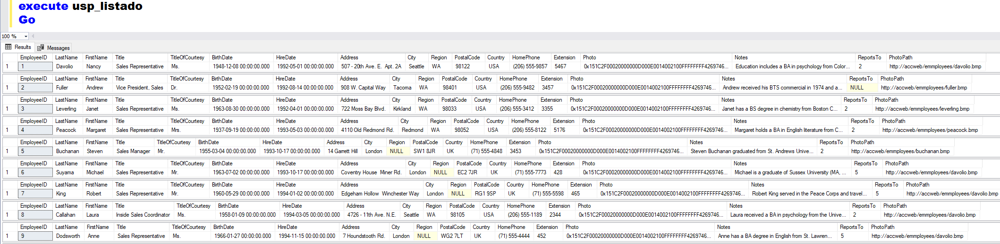 execute usp_listado
Go
100 %
Results Messages
EmployeeID LastName FirstName Title TitleOfCourtesy BirthDate HireDate Address City Region PostalCode Country HomePhone Extension Photo Notes ReportsTo PhotoPath
1 1 Davolio Nancy Sales Representative Ms. 1948-12-08 00:00:00.000 1992-05-01 00:00:00.000 507 - 20th Ave. E. Apt. 2A Seattle WA 98122 USA (206) 555-9857 5467 0x151C2F00020000000D000E0014002100FFFFFFFF4269746... Education includes a BA in psychology from Color... 2 http://accweb/emmployees/davolio.bmp
EmployeeID LastName FirstName Title TitleOfCourtesy BirthDate HireDate Address City Region PostalCode Country HomePhone Extension Photo Notes ReportsTo PhotoPath
1 2 Fuller Andrew Vice President, Sales Dr. 1952-02-19 00:00:00.000 1992-08-14 00:00:00.000 908 W. Capital Way Tacoma WA 98401 USA (206) 555-9482 3457 0x151C2F00020000000D000E0014002100FFFFFFFF4269746... Andrew received his BTS commercial in 1974 and a... NULL http://accweb/emmployees/fuller.bmp
EmployeeID LastName FirstName Title TitleOfCourtesy BirthDate HireDate Address City Region PostalCode Country HomePhone Extension Photo Notes ReportsTo PhotoPath
1 3 Leverling Janet Sales Representative Ms. 1963-08-30 00:00:00.000 1992-04-01 00:00:00.000 722 Moss Bay Blvd. Kirkland WA 98033 USA (206) 555-3412 3355 0x151C2F00020000000D000E0014002100FFFFFFFF4269746... Janet has a BS degree in chemistry from Boston C... 2 http://accweb/emmployees/leverling.bmp
EmployeeID LastName FirstName Title TitleOfCourtesy BirthDate HireDate Address City Region PostalCode Country HomePhone Extension Photo Notes ReportsTo PhotoPath
1 4 Peacock Margaret Sales Representative Mrs. 1937-09-19 00:00:00.000 1993-05-03 00:00:00.000 4110 Old Redmond Rd. Redmond WA 98052 USA (206) 555-8122 5176 0x151C2F00020000000D000E0014002100FFFFFFFF4269746... Margaret holds a BA in English literature from C... 2 http://accweb/emmployees/peacock.bmp
EmployeeID LastName FirstName Title TitleOfCourtesy BirthDate HireDate Address City Region PostalCode Country HomePhone Extension Photo Notes ReportsTo PhotoPath
1 5 Buchanan Steven Sales Manager Mr. 1955-03-04 00:00:00.000 1993-10-17 00:00:00.000 14 Garrett Hill London NULL SW1 8JR UK (71) 555-4848 3453 0x151C2F00020000000D000E0014002100FFFFFFFF4269746... Steven Buchanan graduated from St. Andrews Unive... 2 http://accweb/emmployees/buchanan.bmp
EmployeeID LastName FirstName Title TitleOfCourtesy BirthDate HireDate Address City Region PostalCode Country HomePhone Extension Photo Notes ReportsTo PhotoPath
1 6 Suyama Michael Sales Representative Mr. 1963-07-02 00:00:00.000 1993-10-17 00:00:00.000 Coventry House Miner Rd. London NULL EC2 7JR UK (71) 555-7773 428 0x151C2F00020000000D000E0014002100FFFFFFFF4269746... Michael is a graduate of Sussex University (MA, ... 5 http://accweb/emmployees/davolio.bmp
EmployeeID LastName FirstName Title TitleOfCourtesy BirthDate HireDate Address City Region PostalCode Country HomePhone Extension Photo Notes ReportsTo PhotoPath
1 7 King Robert Sales Representative Mr. 1960-05-29 00:00:00.000 1994-01-02 00:00:00.000 Edgeham Hollow Winchester Way London NULL RG1 9SP UK (71) 555-5598 465 0x151C2F00020000000D000E0014002100FFFFFFFF4269746... Robert King served in the Peace Corps and travel... 5 http://accweb/emmployees/davolio.bmp
EmployeeID LastName FirstName Title TitleOfCourtesy BirthDate HireDate Address City Region PostalCode Country HomePhone Extension Photo Notes ReportsTo PhotoPath
1 8 Callahan Laura Inside Sales Coordinator Ms. 1958-01-09 00:00:00.000 1994-03-05 00:00:00.000 4726 - 11th Ave. N.E. Seattle WA 98105 USA (206) 555-1189 2344 0x151C2F00020000000D000E0014002100FFFFFFFF4269746... Laura received a BA in psychology from the Unive... 2 http://accweb/emmployees/davolio.bmp
EmployeeID LastName FirstName Title TitleOfCourtesy BirthDate HireDate Address City Region PostalCode Country HomePhone Extension Photo Notes ReportsTo PhotoPath
1 9 Dodsworth Anne Sales Representative Ms. 1966-01-27 00:00:00.000 1994-11-15 00:00:00.000 7 Houndstooth Rd. London NULL WG2 7LT UK (71) 555-4444 452 0x151C2F00020000000D000E0014002100FFFFFFFF4269746... Anne has a BA degree in English from St. Lawren... 5 http://accweb/emmployees/davolio.bmp